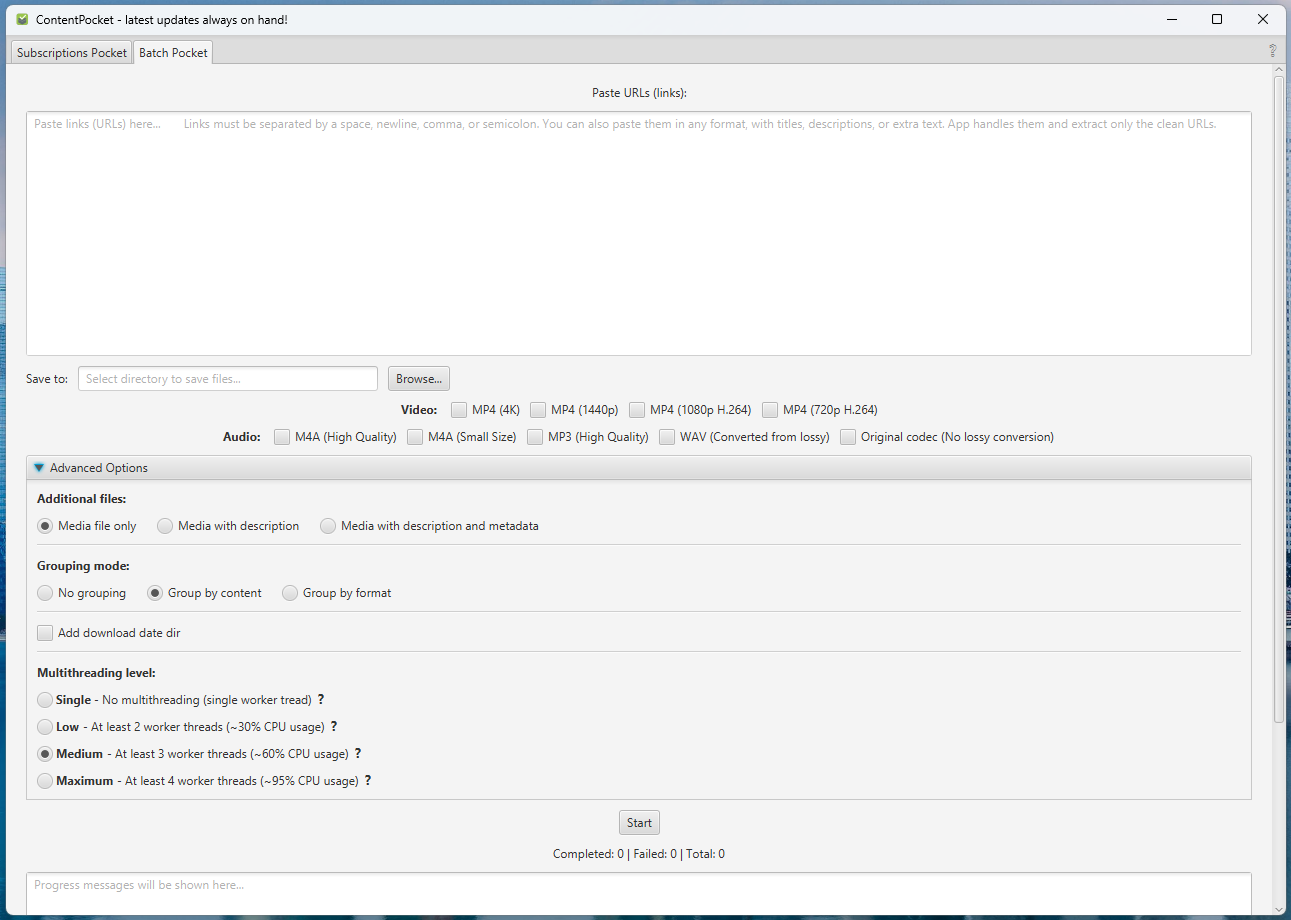 ContentPocket - latest updates always on hand!
Subscriptions Pocket Batch Pocket ?
Paste URLs (links):
Paste links (URLs) here... Links must be separated by a space, newline, comma, or semicolon. You can also paste them in any format, with titles, descriptions, or extra text. App handles them and extract only the clean URLs.
Save to: Select directory to save files... Browse...
Video: MP4 (4K) MP4 (1440p) MP4 (1080p H.264) MP4 (720p H.264)
Audio: M4A (High Quality) M4A (Small Size) MP3 (High Quality) WAV (Converted from lossy) Original codec (No lossy conversion)
Advanced Options
Additional files:
Media file only Media with description Media with description and metadata
Grouping mode:
No grouping Group by content Group by format
Add download date dir
Multithreading level:
Single - No multithreading (single worker tread) ?
Low - At least 2 worker threads (~30% CPU usage) ?
Medium - At least 3 worker threads (~60% CPU usage) ?
Maximum - At least 4 worker threads (~95% CPU usage) ?
Start
Completed: 0 | Failed: 0 | Total: 0
Progress messages will be shown here...